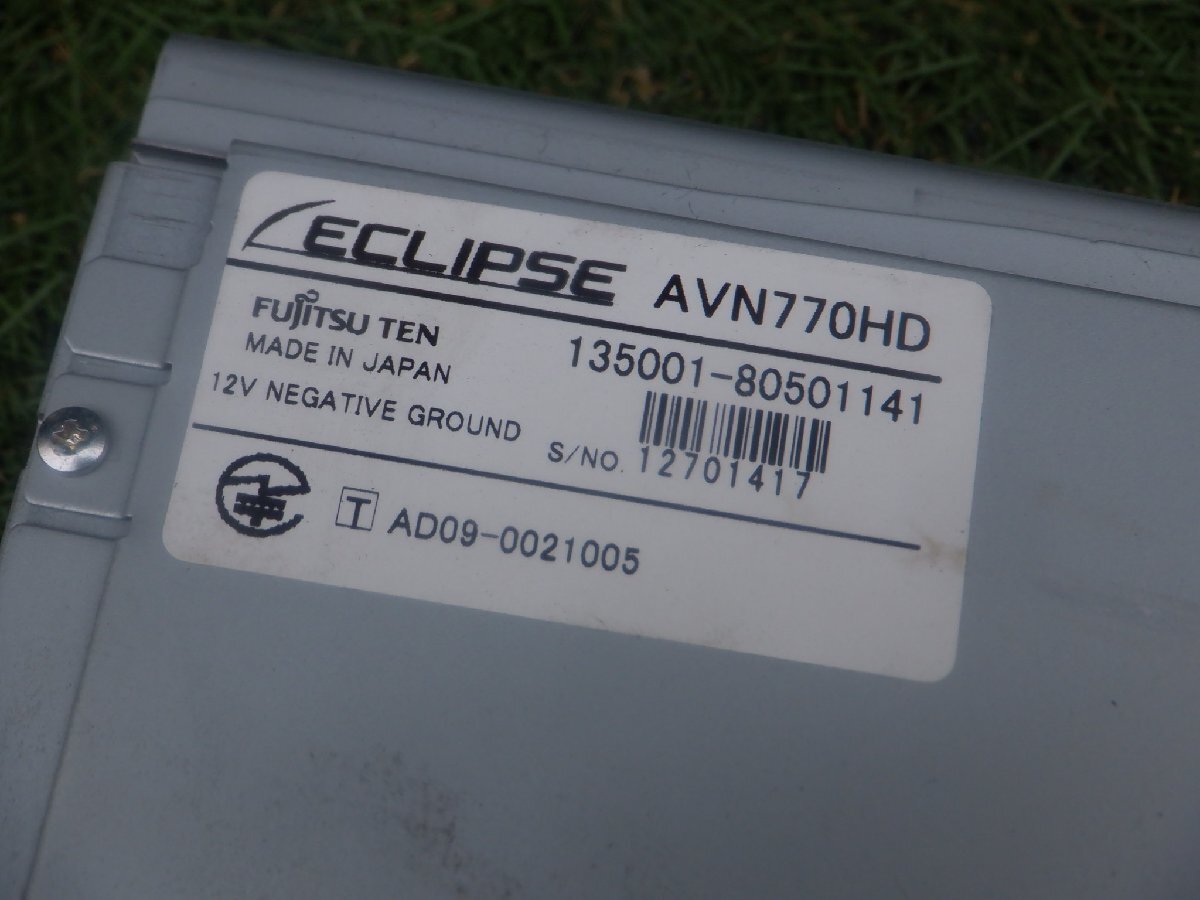 ECLIPSE AVN770HD
FUJITSU TEN
MADE IN JAPAN
135001-80501141
12V NEGATIVE GROUND
S/NO. 12701417
T AD09-0021005